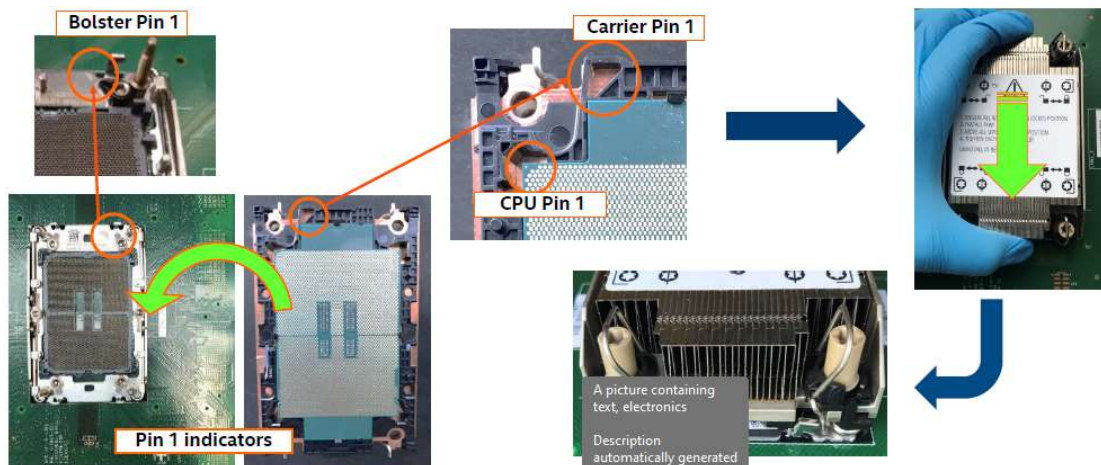 Bolster Pin 1
Carrier Pin 1
CPU Pin 1
Pin 1 indicators
A picture containing
text, electronics
Description
automatically generated